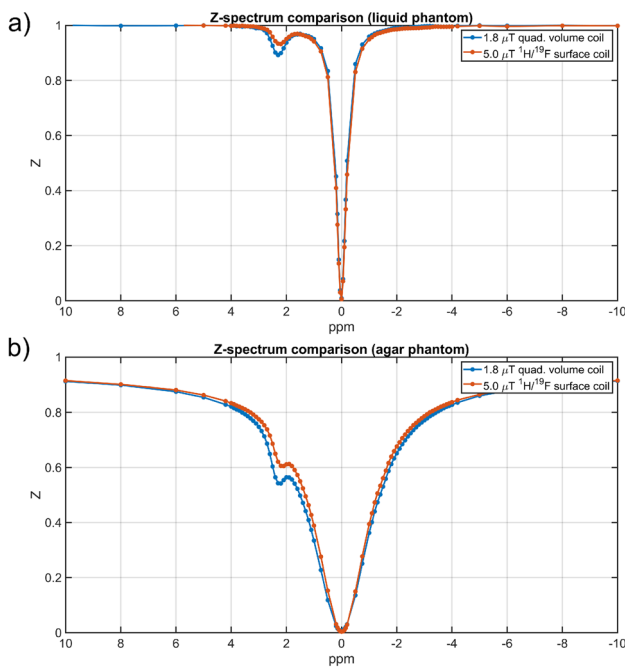 a)
Z-spectrum comparison (liquid phantom)
1.8 μT quad. volume coil
5.0 μT ¹H/¹⁹F surface coil
1
0.8
0.6
0.4
0.2
0
Z
10 8 6 4 2 0 -2 -4 -6 -8 -10
ppm
b)
Z-spectrum comparison (agar phantom)
1.8 μT quad. volume coil
5.0 μT ¹H/¹⁹F surface coil
1
0.8
0.6
0.4
0.2
0
Z
10 8 6 4 2 0 -2 -4 -6 -8 -10
ppm